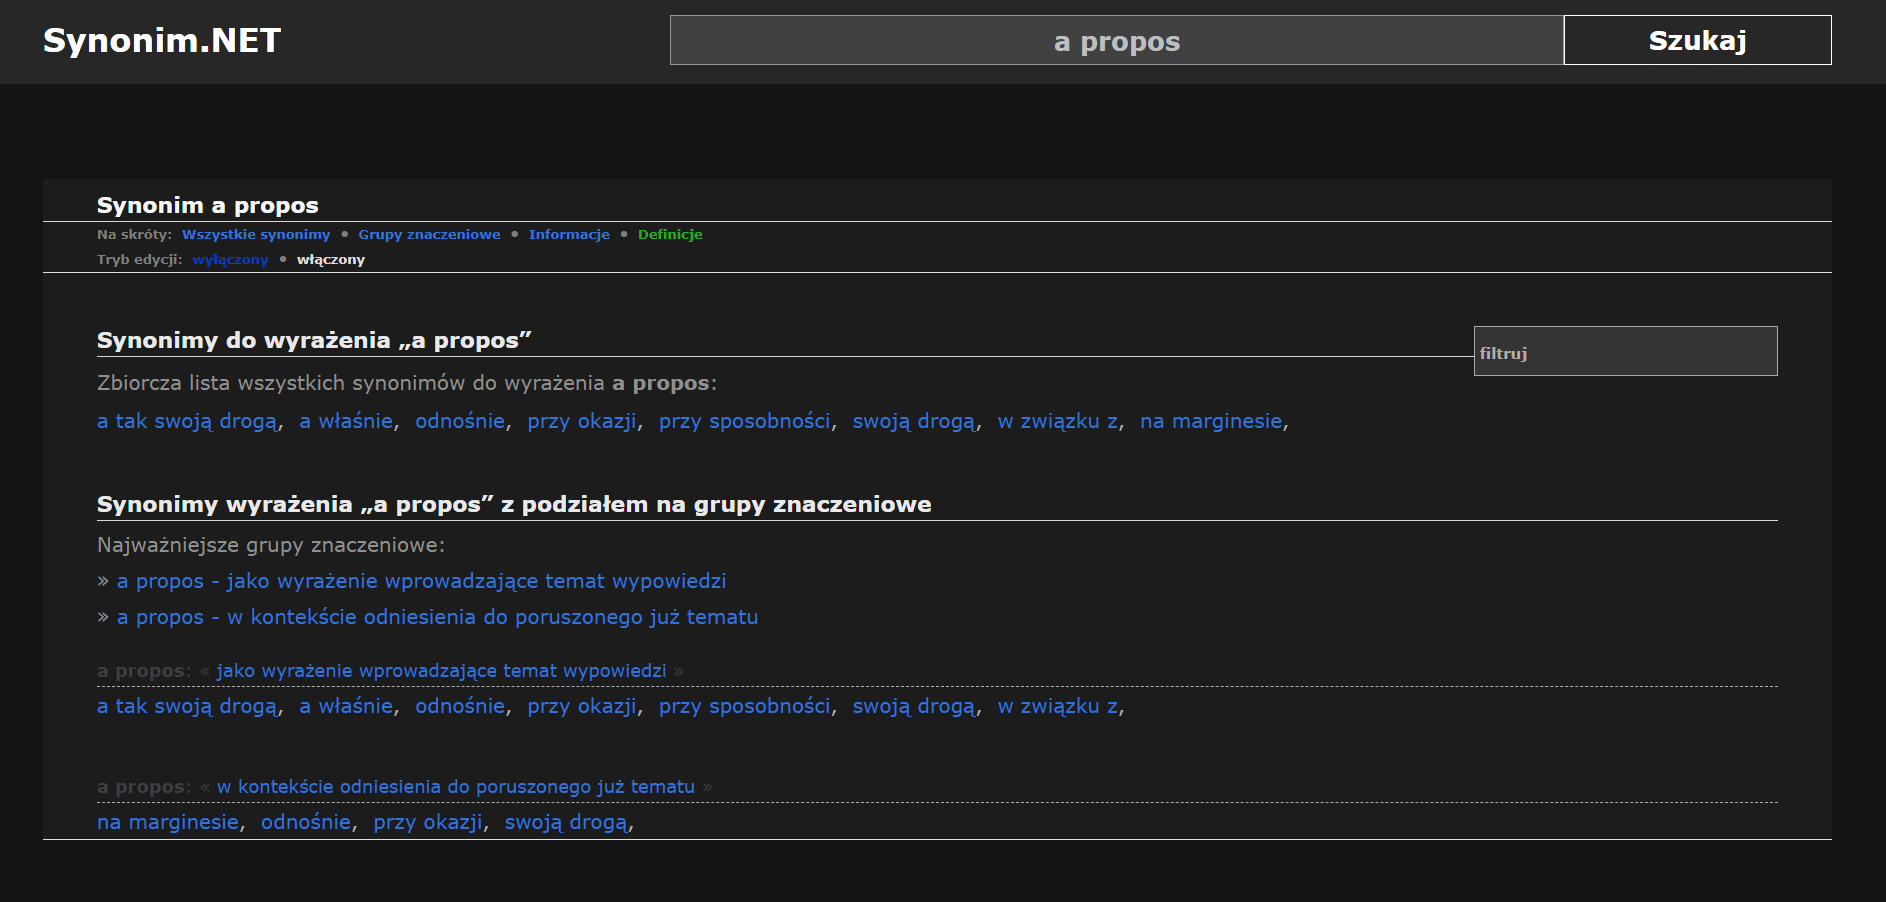 Synonim.NET
a propos
Szukaj
Synonim a propos
Na skróty: Wszystkie synonimy • Grupy znaczeniowe • Informacje • Definicje
Tryb edycji: wyłączony • włączony
Synonimy do wyrażenia „a propos”
filtruj
Zbiorcza lista wszystkich synonimów do wyrażenia a propos:
a tak swoją drogą, a właśnie, odnośnie, przy okazji, przy sposobności, swoją drogą, w związku z, na marginesie,
Synonimy wyrażenia „a propos” z podziałem na grupy znaczeniowe
Najważniejsze grupy znaczeniowe:
» a propos - jako wyrażenie wprowadzające temat wypowiedzi
» a propos - w kontekście odniesienia do poruszonego już tematu
a propos: « jako wyrażenie wprowadzające temat wypowiedzi »
a tak swoją drogą, a właśnie, odnośnie, przy okazji, przy sposobności, swoją drogą, w związku z,
a propos: « w kontekście odniesienia do poruszonego już tematu »
na marginesie, odnośnie, przy okazji, swoją drogą,